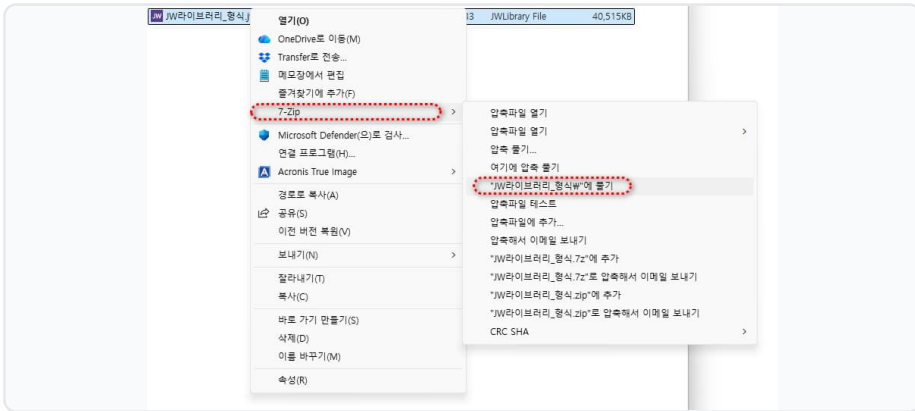 JW JW라이브러리_형식.j 33 JWLibrary File 40,515KB
열기(O)
OneDrive로 이동(M)
Transfer로 전송...
메모장에서 편집
즐겨찾기에 추가(F)
7-Zip
Microsoft Defender(으)로 검사...
연결 프로그램(H)...
Acronis True Image
경로로 복사(A)
공유(S)
이전 버전 복원(V)
보내기(N)
잘라내기(T)
복사(C)
바로 가기 만들기(S)
삭제(D)
이름 바꾸기(M)
속성(R)
압축파일 열기
압축파일 열기
압축 풀기...
여기에 압축 풀기
"JW라이브러리_형식₩"에 풀기
압축파일 테스트
압축파일에 추가...
압축해서 이메일 보내기
"JW라이브러리_형식.7z"에 추가
"JW라이브러리_형식.7z"로 압축해서 이메일 보내기
"JW라이브러리_형식.zip"에 추가
"JW라이브러리_형식.zip"로 압축해서 이메일 보내기
CRC SHA